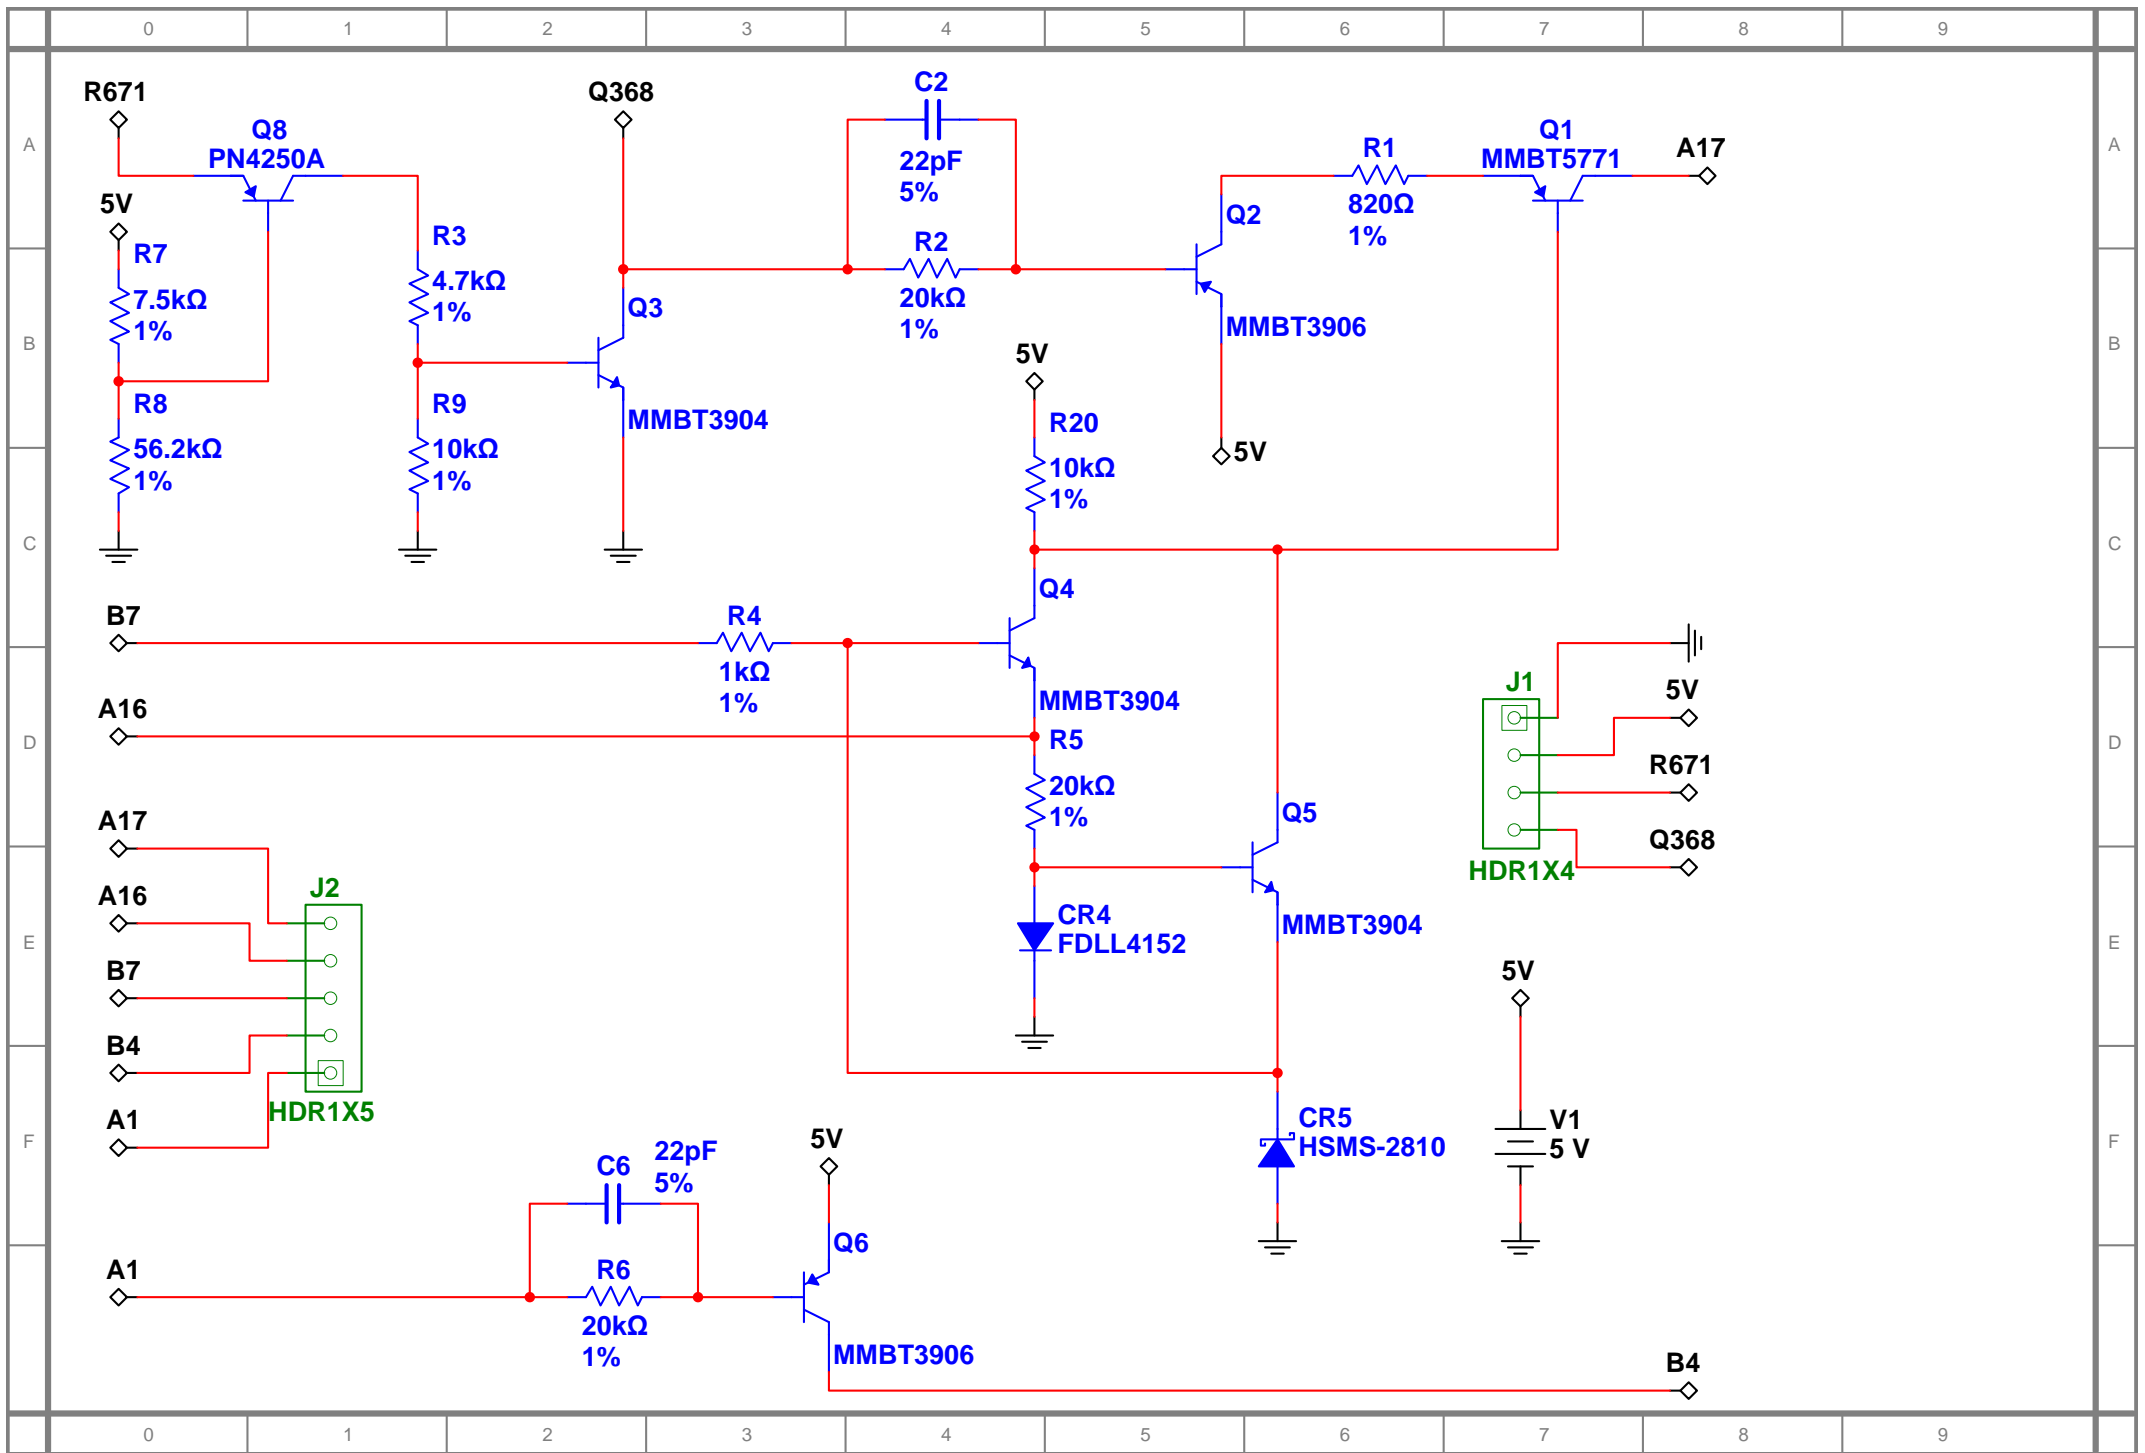 0 1 2 3 4 5 6 7 8 9
A
B
C
D
E
F
A
B
C
D
E
F
R671
Q8
PN4250A
5V
R7
7.5kΩ
1%
R8
56.2kΩ
1%
R3
4.7kΩ
1%
R9
10kΩ
1%
Q368
Q3
MMBT3904
C2
22pF
5%
R2
20kΩ
1%
Q2
MMBT3906
5V
R1
820Ω
1%
Q1
MMBT5771
A17
5V
R20
10kΩ
1%
B7
R4
1kΩ
1%
Q4
MMBT3904
A16
R5
20kΩ
1%
Q5
MMBT3904
CR4
FDLL4152
J1
HDR1X4
5V
R671
Q368
A17
A16
B7
B4
A1
J2
HDR1X5
CR5
HSMS-2810
5V
V1
5 V
A1
C6
22pF
5%
R6
20kΩ
1%
5V
Q6
MMBT3906
B4
0 1 2 3 4 5 6 7 8 9